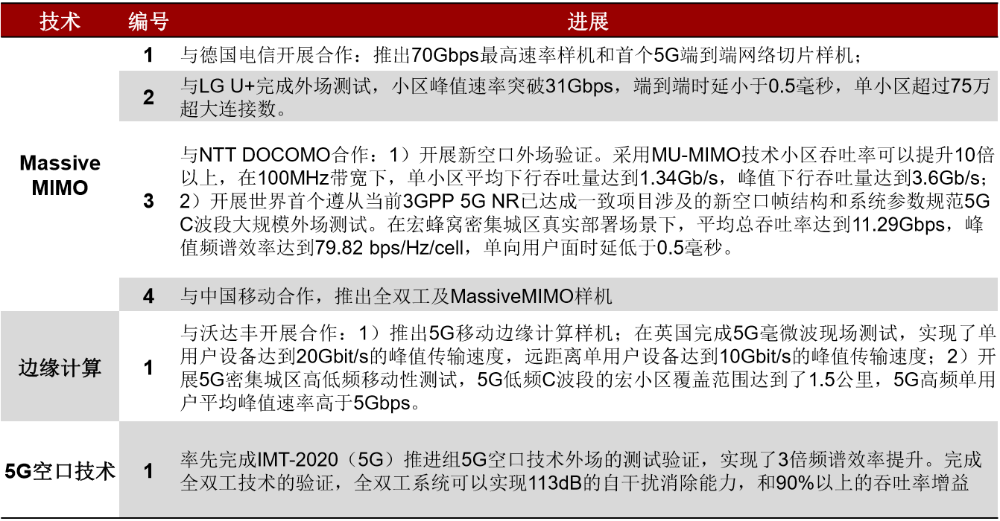 技术 编号 进展
1 与德国电信开展合作：推出70Gbps最高速率样机和首个5G端到端网络切片样机；
与LG U+完成外场测试，小区峰值速率突破31Gbps，端到端时延小于0.5毫秒，单小区超过75万
2
超大连接数。
与NTT DOCOMO合作：1）开展新空口外场验证。采用MU-MIMO技术小区吞吐率可以提升10倍
Massive
以上，在100MHz带宽下，单小区平均下行吞吐量达到1.34Gb/s，峰值下行吞吐量达到3.6Gb/s；
MIMO
3 2）开展世界首个遵从当前3GPP 5G NR已达成一致项目涉及的新空口帧结构和系统参数规范5G
C波段大规模外场测试。在宏蜂窝密集城区真实部署场景下，平均总吞吐率达到11.29Gbps，峰
值频谱效率达到79.82 bps/Hz/cell，单向用户面时延低于0.5毫秒。
4 与中国移动合作，推出全双工及MassiveMIMO样机
与沃达丰开展合作：1）推出5G移动边缘计算样机；在英国完成5G毫微波现场测试，实现了单
用户设备达到20Gbit/s的峰值传输速度，远距离单用户设备达到10Gbit/s的峰值传输速度；2）开
边缘计算 1
展5G密集城区高低频移动性测试，5G低频C波段的宏小区覆盖范围达到了1.5公里，5G高频单用
户平均峰值速率高于5Gbps。
率先完成IMT-2020（5G）推进组5G空口技术外场的测试验证，实现了3倍频谱效率提升。完成
5G空口技术 1
全双工技术的验证，全双工系统可以实现113dB的自干扰消除能力，和90%以上的吞吐率增益